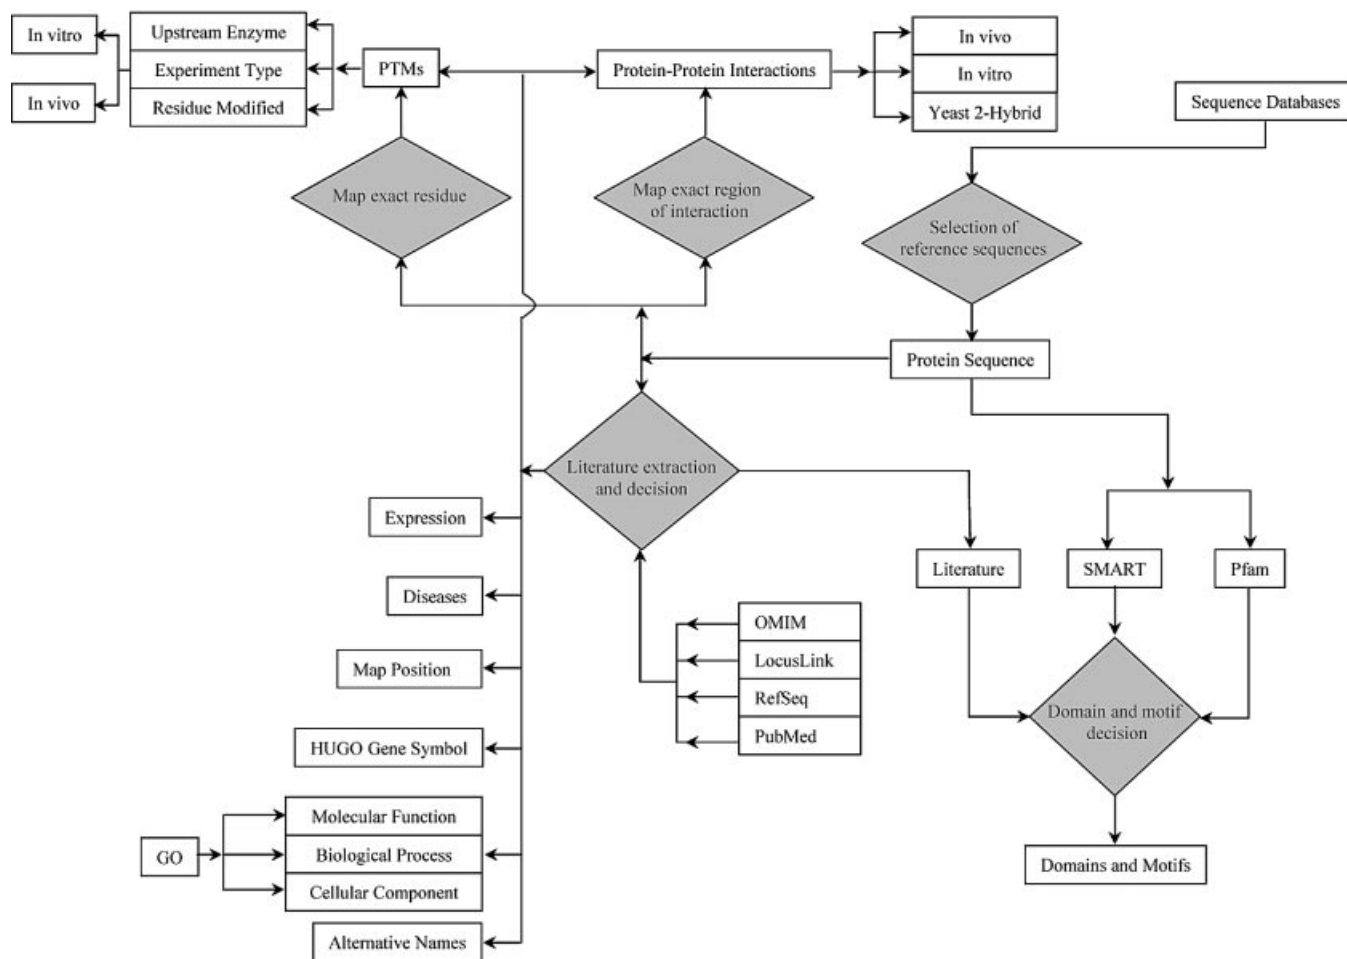 In vitro
In vivo
Upstream Enzyme
Experiment Type
Residue Modified
PTMs
Protein-Protein Interactions
In vivo
In vitro
Yeast 2-Hybrid
Sequence Databases
Map exact residue
Map exact region
of interaction
Selection of
reference sequences
Protein Sequence
Literature extraction
and decision
Expression
Diseases
Map Position
HUGO Gene Symbol
GO
Molecular Function
Biological Process
Cellular Component
Alternative Names
OMIM
LocusLink
RefSeq
PubMed
Literature
SMART
Pfam
Domain and motif
decision
Domains and Motifs